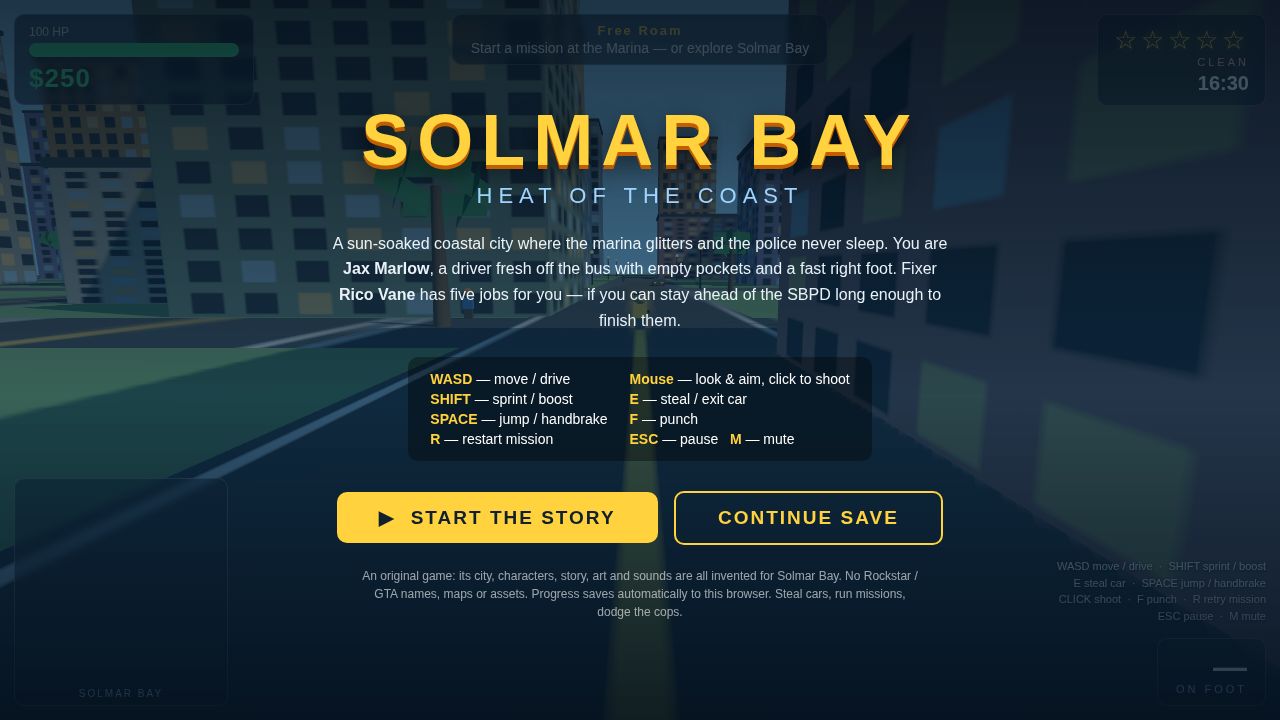 100 HP
$250
Free Roam
Start a mission at the Marina — or explore Solmar Bay
☆☆☆☆☆
CLEAN
16:30
SOLMAR BAY
HEAT OF THE COAST
A sun-soaked coastal city where the marina glitters and the police never sleep. You are
Jax Marlow, a driver fresh off the bus with empty pockets and a fast right foot. Fixer
Rico Vane has five jobs for you — if you can stay ahead of the SBPD long enough to
finish them.
WASD — move / drive
Mouse — look & aim, click to shoot
SHIFT — sprint / boost
E — steal / exit car
SPACE — jump / handbrake
F — punch
R — restart mission
ESC — pause M — mute
▶ START THE STORY
CONTINUE SAVE
An original game: its city, characters, story, art and sounds are all invented for Solmar Bay. No Rockstar /
GTA names, maps or assets. Progress saves automatically to this browser. Steal cars, run missions,
dodge the cops.
WASD move / drive · SHIFT sprint / boost
E steal car · SPACE jump / handbrake
CLICK shoot · F punch · R retry mission
ESC pause · M mute
SOLMAR BAY
—
ON FOOT